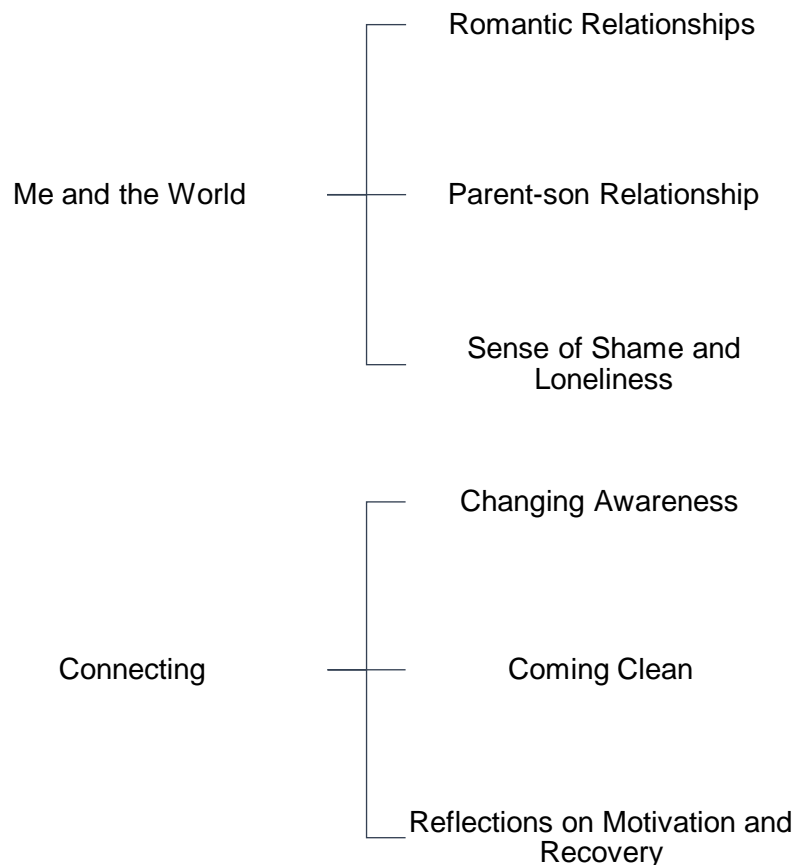 Me and the World
Romantic Relationships
Parent-son Relationship
Sense of Shame and
Loneliness
Connecting
Changing Awareness
Coming Clean
Reflections on Motivation and
Recovery